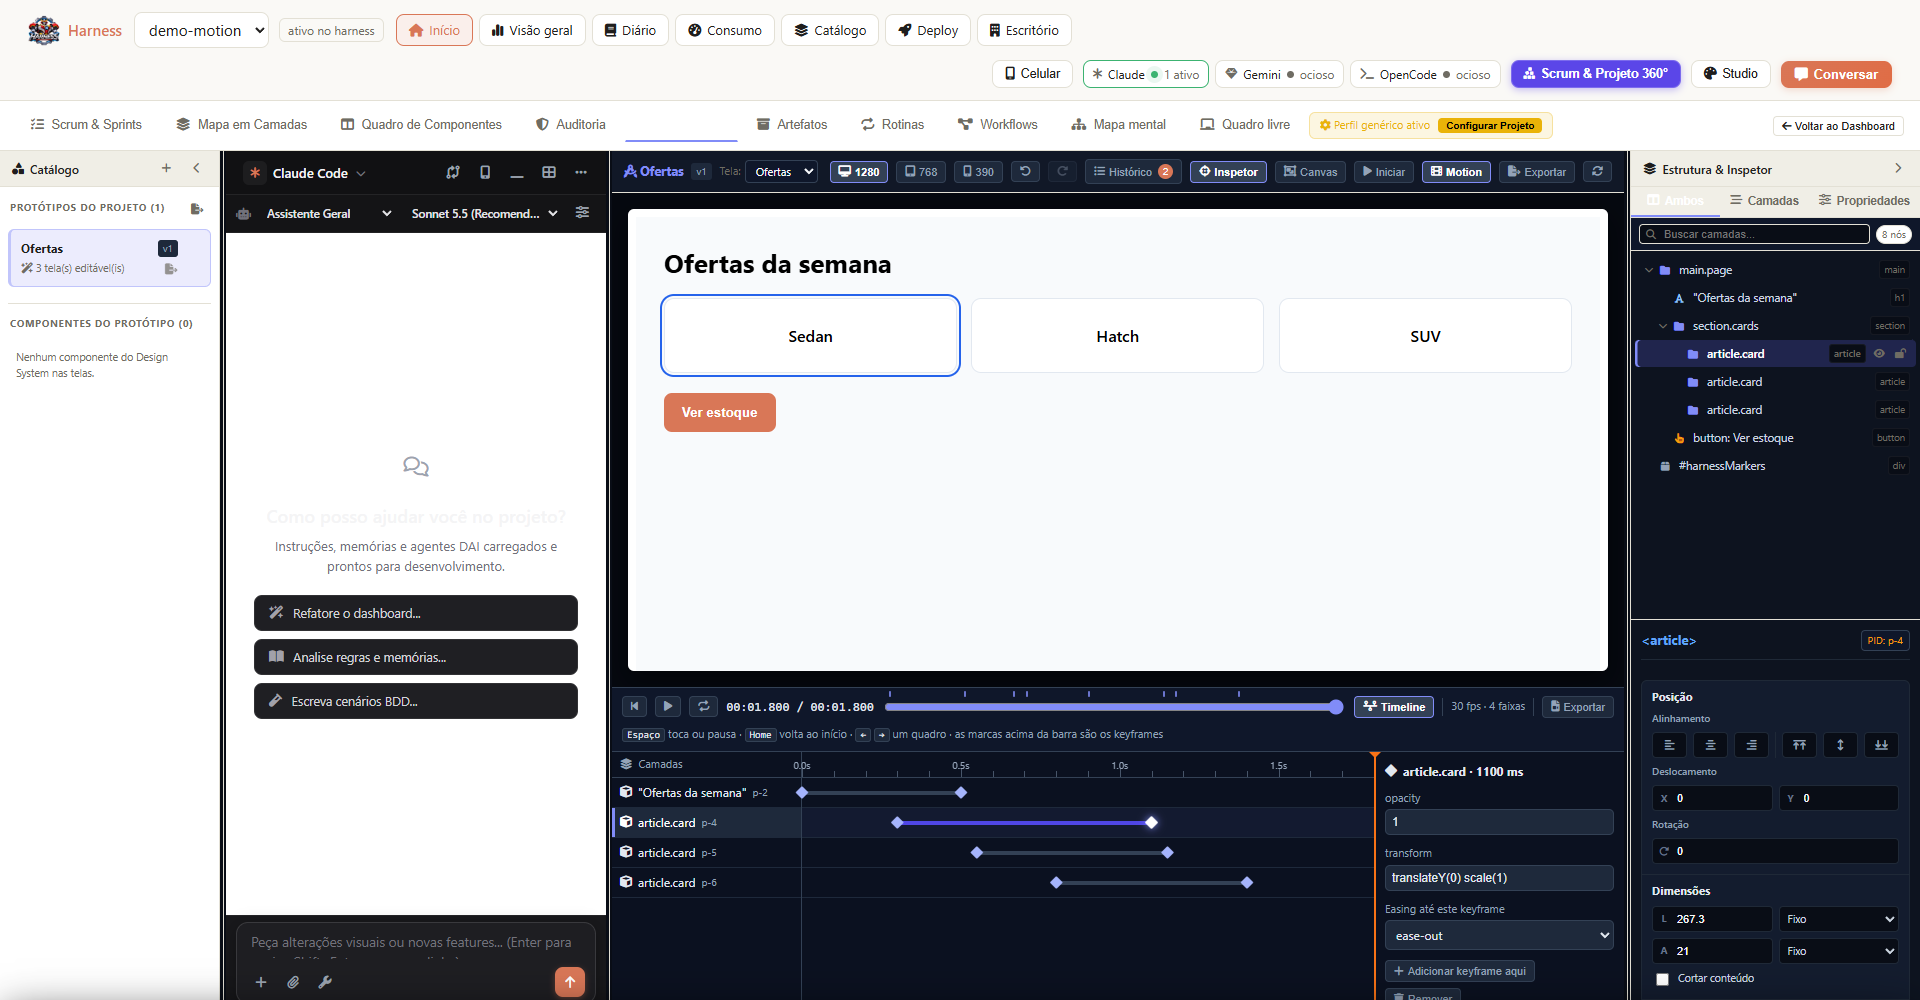 Harness
demo-motion
ativo no harness
Início
Visão geral
Diário
Consumo
Catálogo
Deploy
Escritório
Celular
Claude
1 ativo
Gemini
ocioso
OpenCode
ocioso
Scrum & Projeto 360°
Studio
Conversar
Scrum & Sprints
Mapa em Camadas
Quadro de Componentes
Auditoria
Artefatos
Rotinas
Workflows
Mapa mental
Quadro livre
Perfil genérico ativo
Configurar Projeto
Voltar ao Dashboard
Catálogo
PROTÓTIPOS DO PROJETO (1)
Ofertas
v1
3 tela(s) editável(is)
COMPONENTES DO PROTÓTIPO (0)
Nenhum componente do Design
System nas telas.
Claude Code
Assistente Geral
Sonnet 5.5 (Recomend...
Como posso ajudar você no projeto?
Instruções, memórias e agentes DAI carregados e
prontos para desenvolvimento.
Refatore o dashboard...
Analise regras e memórias...
Escreva cenários BDD...
Peça alterações visuais ou novas features... (Enter para
Ofertas
v1
Tela:
Ofertas
1280
768
390
Histórico
2
Inspetor
Canvas
Iniciar
Motion
Exportar
Ofertas da semana
Sedan
Hatch
SUV
Ver estoque
00:01.800 / 00:01.800
Timeline
30 fps · 4 faixas
Exportar
Espaço toca ou pausa · Home volta ao início · ← → um quadro · as marcas acima da barra são os keyframes
Camadas
0.0s
0.5s
1.0s
1.5s
"Ofertas da semana" p-2
article.card p-4
article.card p-5
article.card p-6
article.card · 1100 ms
opacity
1
transform
translateY(0) scale(1)
Easing até este keyframe
ease-out
Adicionar keyframe aqui
Remover
Estrutura & Inspetor
Ambos
Camadas
Propriedades
Buscar camadas...
8 nós
main.page
main
"Ofertas da semana"
h1
section.cards
section
article.card
article
article.card
article
article.card
article
button: Ver estoque
button
#harnessMarkers
div
<article>
PID: p-4
Posição
Alinhamento
Deslocamento
X 0
Y 0
Rotação
0
Dimensões
L 267.3
Fixo
A 21
Fixo
Cortar conteúdo